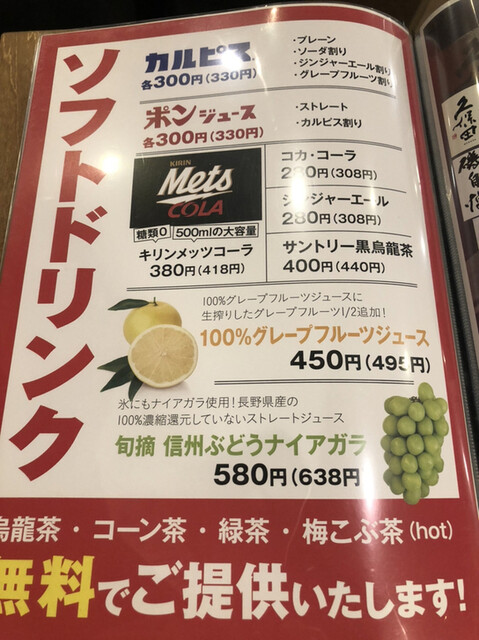 ソフトドリンク
カルピス
各300円(330円)
・プレーン
・ソーダ割り
・ジンジャーエール割り
・グレープフルーツ割り
ポンジュース
各300円(330円)
・ストレート
・カルピス割り
KIRIN
Mets
COLA
糖類0 500mlの大容量
キリンメッツコーラ
380円(418円)
コカ・コーラ
280円(308円)
ジンジャーエール
280円(308円)
サントリー黒烏龍茶
400円(440円)
100%グレープフルーツジュースに
生搾りしたグレープフルーツ1/2追加!
100%グレープフルーツジュース
450円(495円)
氷にもナイアガラ使用!長野県産の
100%濃縮還元していないストレートジュース
旬摘 信州ぶどうナイアガラ
580円(638円
烏龍茶・コーン茶・緑茶・梅こぶ茶(hot)
無料でご提供いたします!
久保田